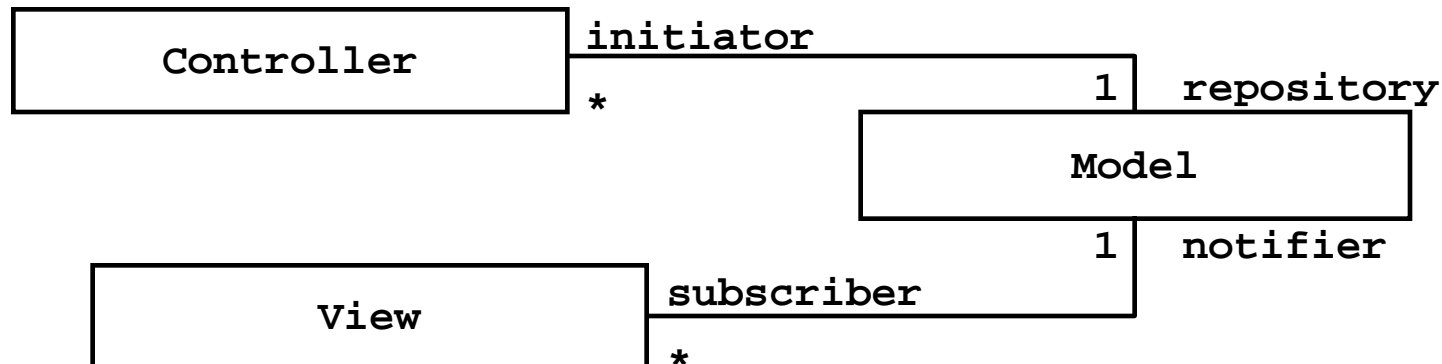 Controller
initiator
*
1 repository
Model
1 notifier
View
subscriber
*